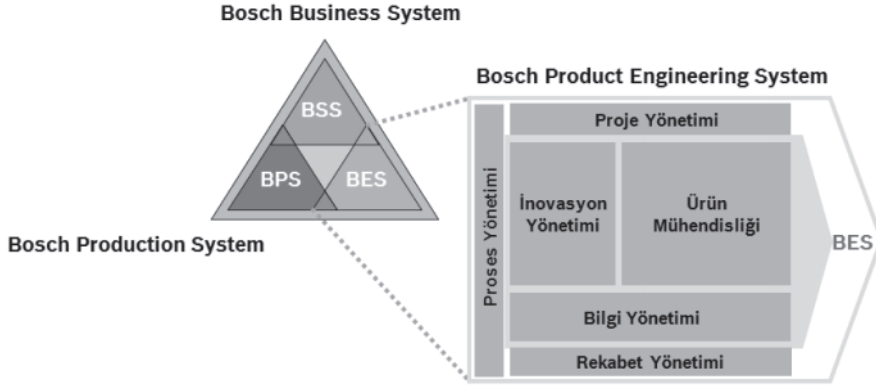 Bosch Business System
Bosch Product Engineering System
BSS
BPS
BES
Bosch Production System
Proses Yönetimi
Proje Yönetimi
İnovasyon
Yönetimi
Ürün
Mühendisliği
BES
Bilgi Yönetimi
Rekabet Yönetimi